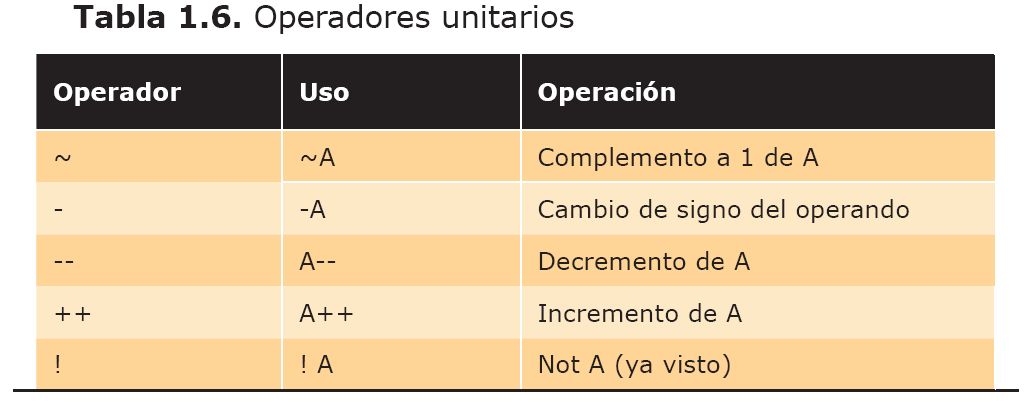 Tabla 1.6. Operadores unitarios
Operador Uso Operación
~ ~A Complemento a 1 de A
- -A Cambio de signo del operando
-- A-- Decremento de A
++ A++ Incremento de A
! ! A Not A (ya visto)